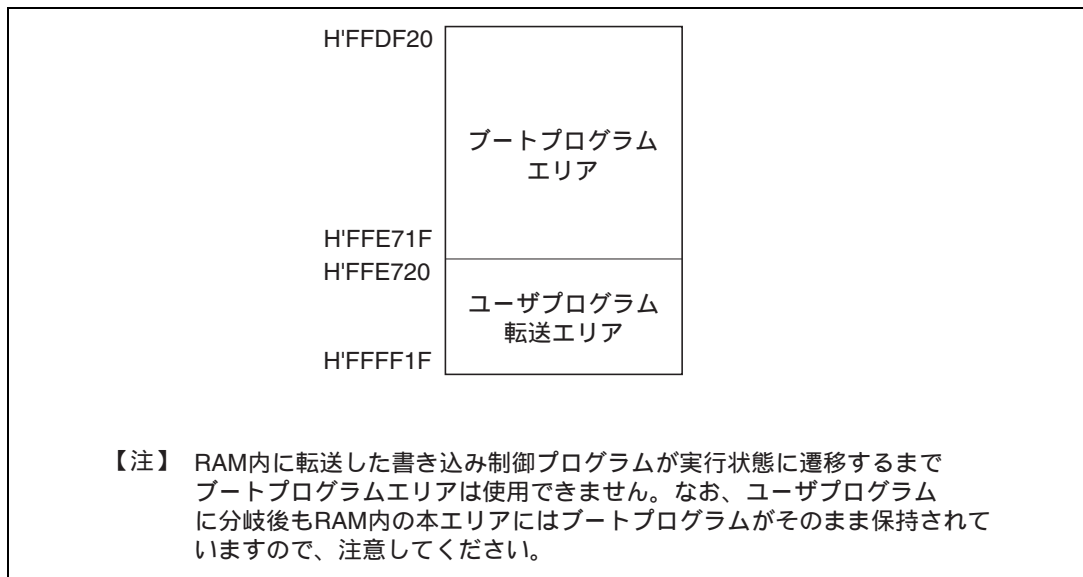 H'FFDF20
ブートプログラム
エリア
H'FFE71F
H'FFE720
ユーザプログラム
転送エリア
H'FFFF1F
【注】 RAM内に転送した書き込み制御プログラムが実行状態に遷移するまで
ブートプログラムエリアは使用できません。なお、ユーザプログラム
に分岐後もRAM内の本エリアにはブートプログラムがそのまま保持されて
いますので、注意してください。